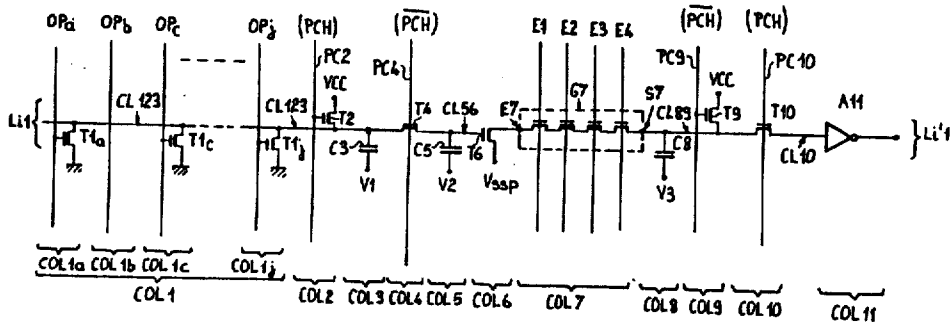 OPai OPb OPc OPj (PCH) (PCH) E1 E2 E3 E4 (PCH) (PCH)
PC2 PC4 PC9 PC10
VCC G7 S7 VCC
CL123 CL123 T2 T4 CL56 E7 CL89 T9 T10 A11
Li1 Li'1
T1a T1c T1j C3 C5 T6 C8 CL10
Vssp
V1 V2 V3
COL1a COL1b COL1c COL1j
COL1 COL2 COL3 COL4 COL5 COL6 COL7 COL8 COL9 COL10 COL11